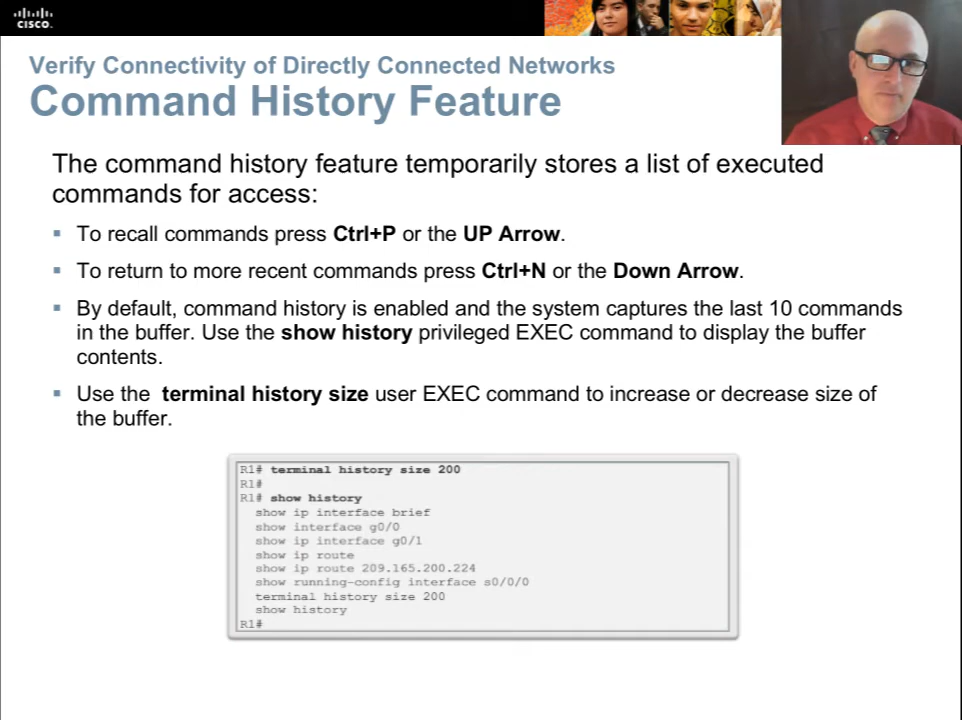 CISCO.
Verify Connectivity of Directly Connected Networks
Command History Feature
The command history feature temporarily stores a list of executed
commands for access:
▪ To recall commands press Ctrl+P or the UP Arrow.
▪ To return to more recent commands press Ctrl+N or the Down Arrow.
▪ By default, command history is enabled and the system captures the last 10 commands
in the buffer. Use the show history privileged EXEC command to display the buffer
contents.
▪ Use the terminal history size user EXEC command to increase or decrease size of
the buffer.
R1# terminal history size 200
R1#
R1# show history
show ip interface brief
show interface g0/0
show ip interface g0/1
show ip route
show ip route 209.165.200.224
show running-config interface s0/0/0
terminal history size 200
show history
R1#